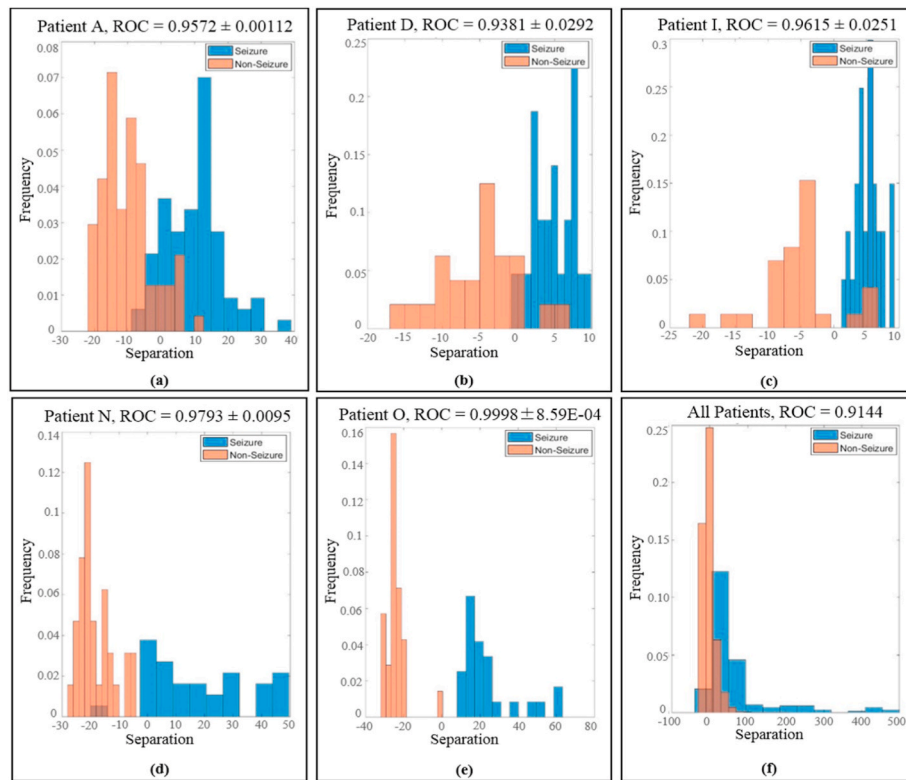 Patient A, ROC = 0.9572 ± 0.00112
0.08
0.07
0.06
0.05
0.04
0.03
0.02
0.01
0
Frequency
Seizure
Non-Seizure
-30 -20 -10 0 10 20 30 40
Separation
(a)
Patient D, ROC = 0.9381 ± 0.0292
0.25
0.2
0.15
0.1
0.05
0
Frequency
Seizure
Non-Seizure
-20 -15 -10 -5 0 5 10
Separation
(b)
Patient I, ROC = 0.9615 ± 0.0251
0.3
0.25
0.2
0.15
0.1
0.05
0
Frequency
Seizure
Non-Seizure
-25 -20 -15 -10 -5 0 5 10
Separation
(c)
Patient N, ROC = 0.9793 ± 0.0095
0.14
0.12
0.1
0.08
0.06
0.04
0.02
0
Frequency
Seizure
Non-Seizure
-30 -20 -10 0 10 20 30 40 50
Separation
(d)
Patient O, ROC = 0.9998 ± 8.59E-04
0.16
0.14
0.12
0.1
0.08
0.06
0.04
0.02
0
Frequency
Seizure
Non-Seizure
-40 -20 0 20 40 60 80
Separation
(e)
All Patients, ROC = 0.9144
0.25
0.2
0.15
0.1
0.05
0
Frequency
Seizure
Non-Seizure
-100 0 100 200 300 400 500
Separation
(f)